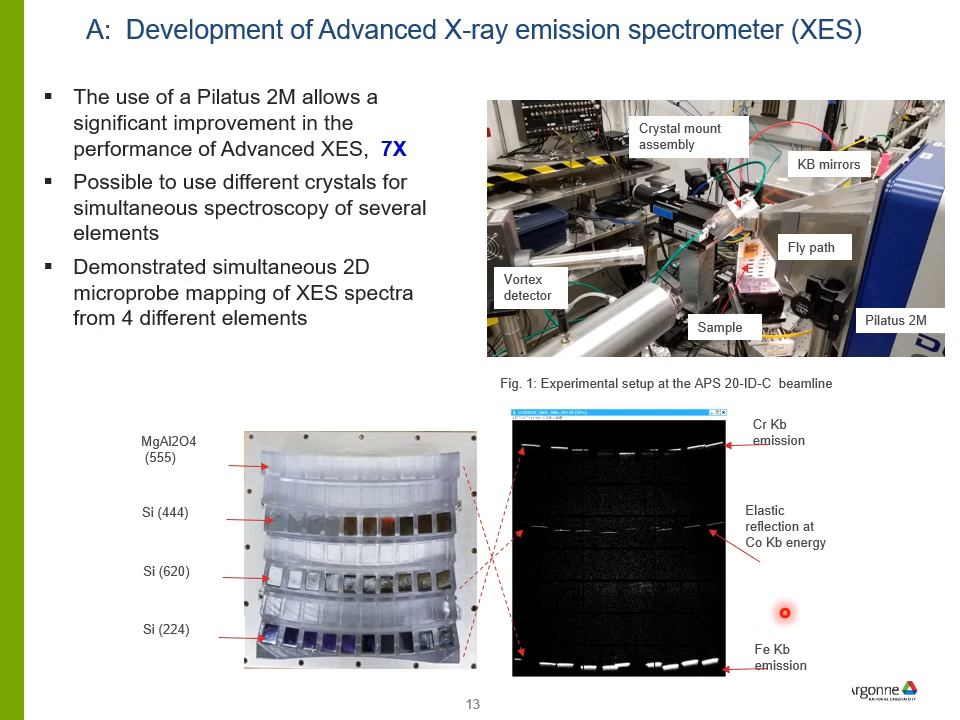 A:  Development of Advanced X-ray emission spectrometer (XES)
▪ The use of a Pilatus 2M allows a
significant improvement in the
performance of Advanced XES,  7X
▪ Possible to use different crystals for
simultaneous spectroscopy of several
elements
▪ Demonstrated simultaneous 2D
microprobe mapping of XES spectra
from 4 different elements
Crystal mount
assembly
KB mirrors
Fly path
Vortex
detector
Sample
Pilatus 2M
Fig. 1: Experimental setup at the APS 20-ID-C  beamline
MgAl2O4
(555)
Si (444)
Si (620)
Si (224)
Cr Kb
emission
Elastic
reflection at
Co Kb energy
Fe Kb
emission
Argonne
NATIONAL LABORATORY
13